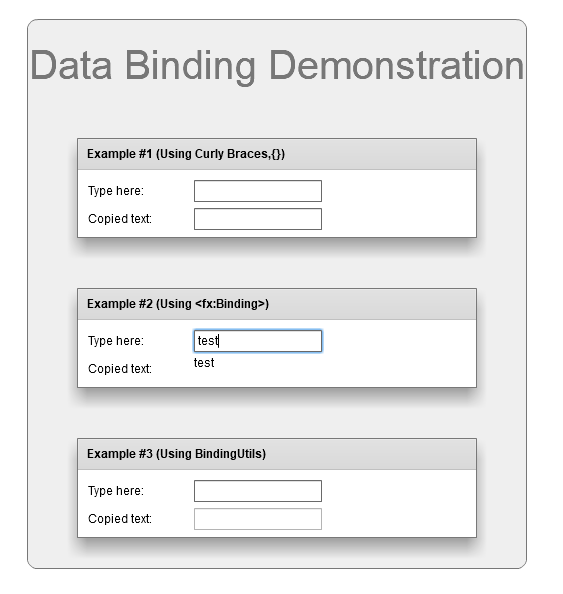 Data Binding Demonstration
Example #1 (Using Curly Braces,{})
Type here:
Copied text:
Example #2 (Using <fx:Binding>)
Type here: test
Copied text: test
Example #3 (Using BindingUtils)
Type here:
Copied text: